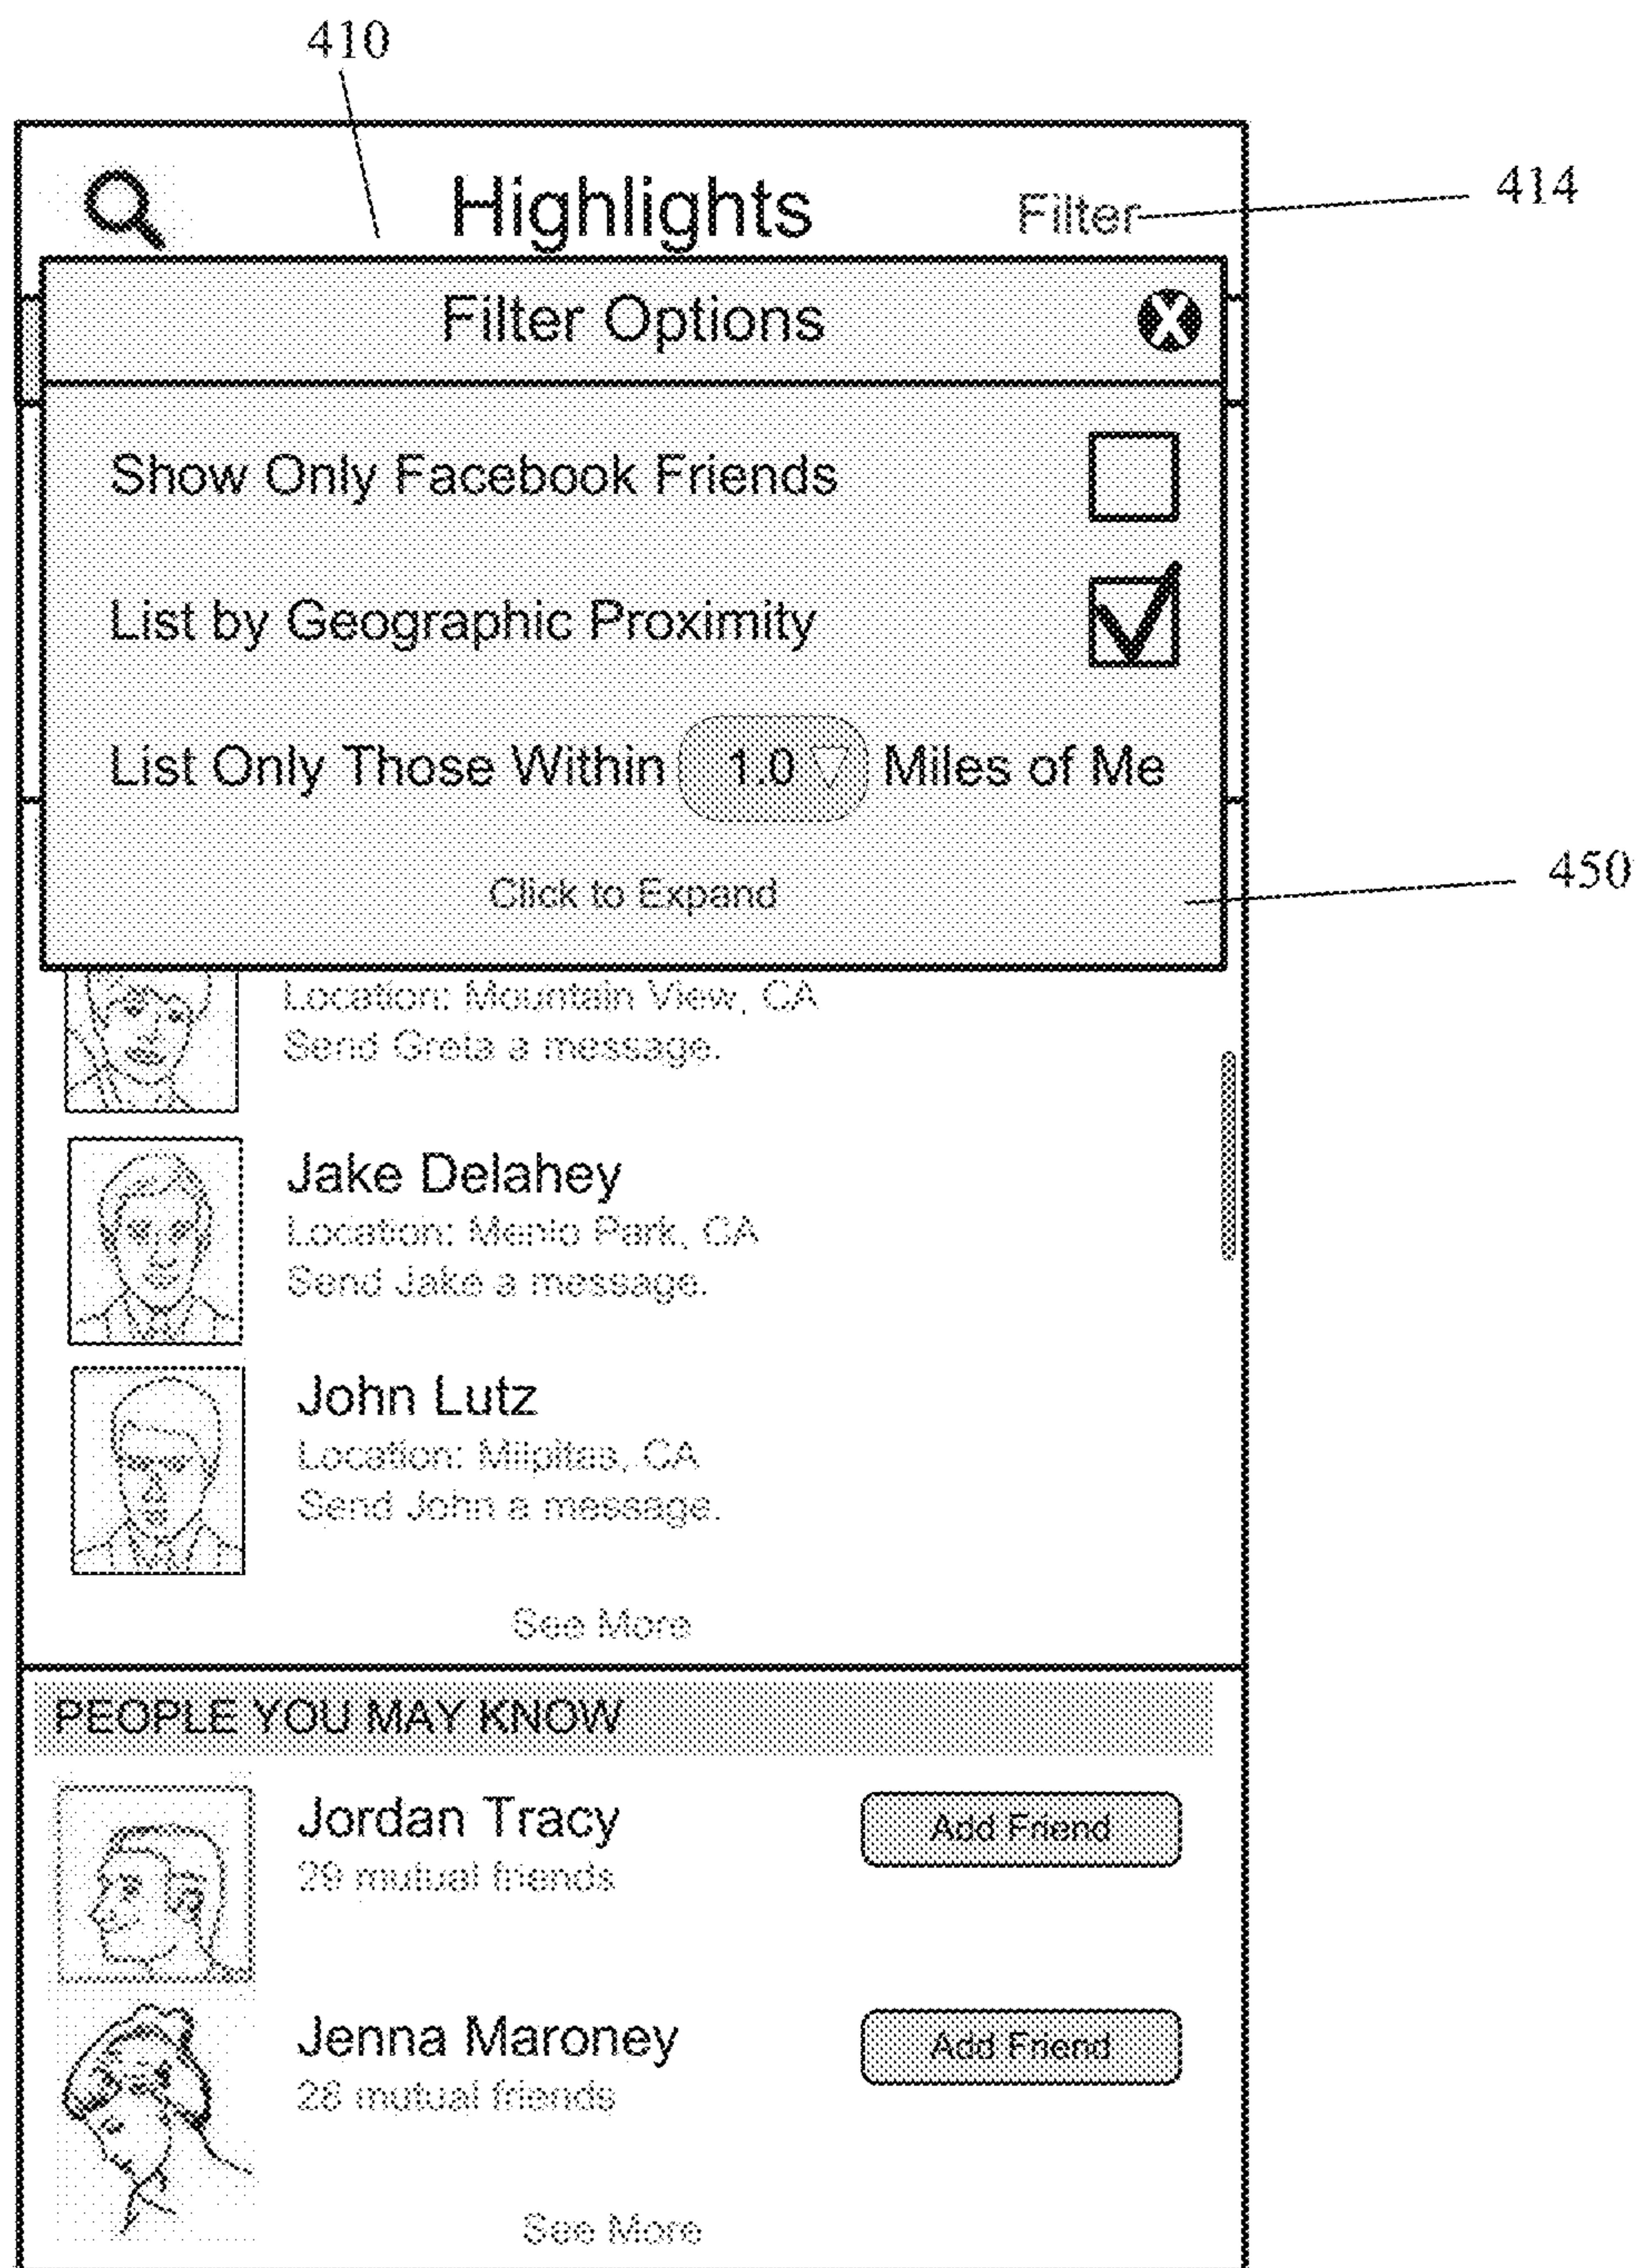 410
Highlights
Filter
414
Filter Options
X
Show Only Facebook Friends
List by Geographic Proximity
List Only Those Within 1.0 Miles of Me
Click to Expand
450
Location: Mountain View, CA
Send Greta a message.
Jake Delahey
Location: Menlo Park, CA
Send Jake a message.
John Lutz
Location: Milpitas, CA
Send John a message.
See More
PEOPLE YOU MAY KNOW
Jordan Tracy
Add Friend
29 mutual friends
Jenna Maroney
Add Friend
28 mutual friends
See More